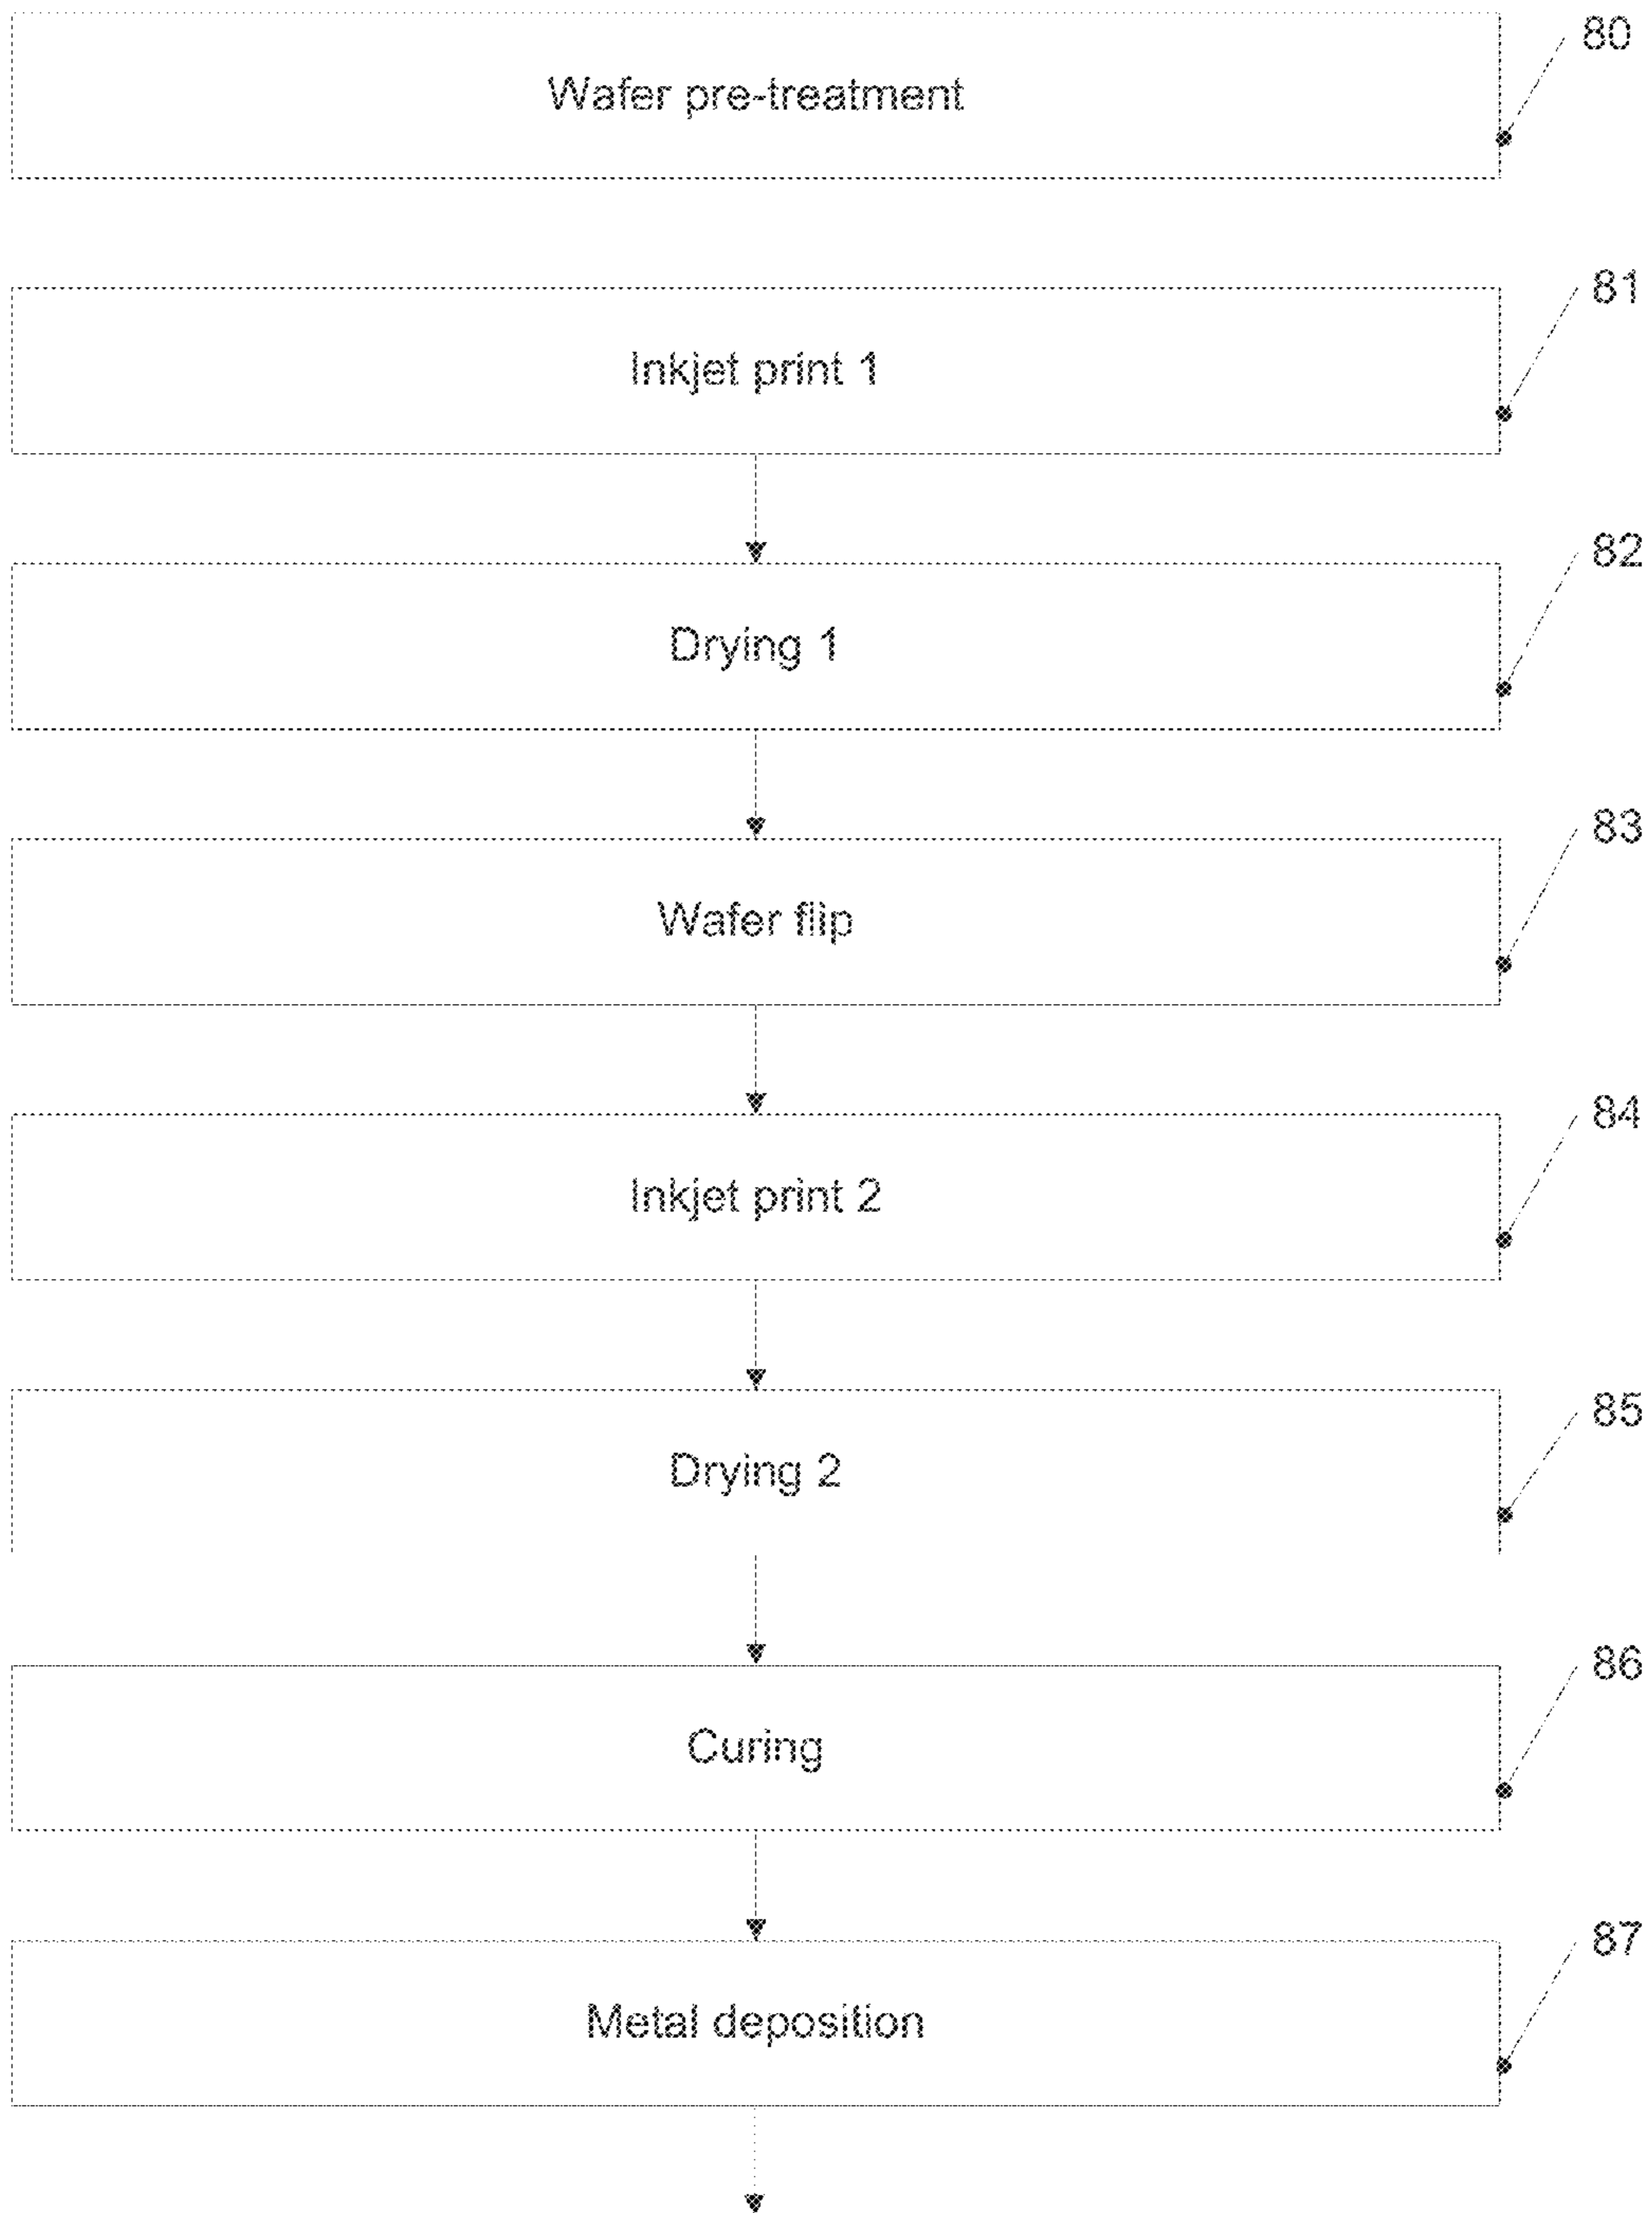 80
Wafer pre-treatment
81
Inkjet print 1
82
Drying 1
83
Wafer flip
84
Inkjet print 2
85
Drying 2
86
Curing
87
Metal deposition